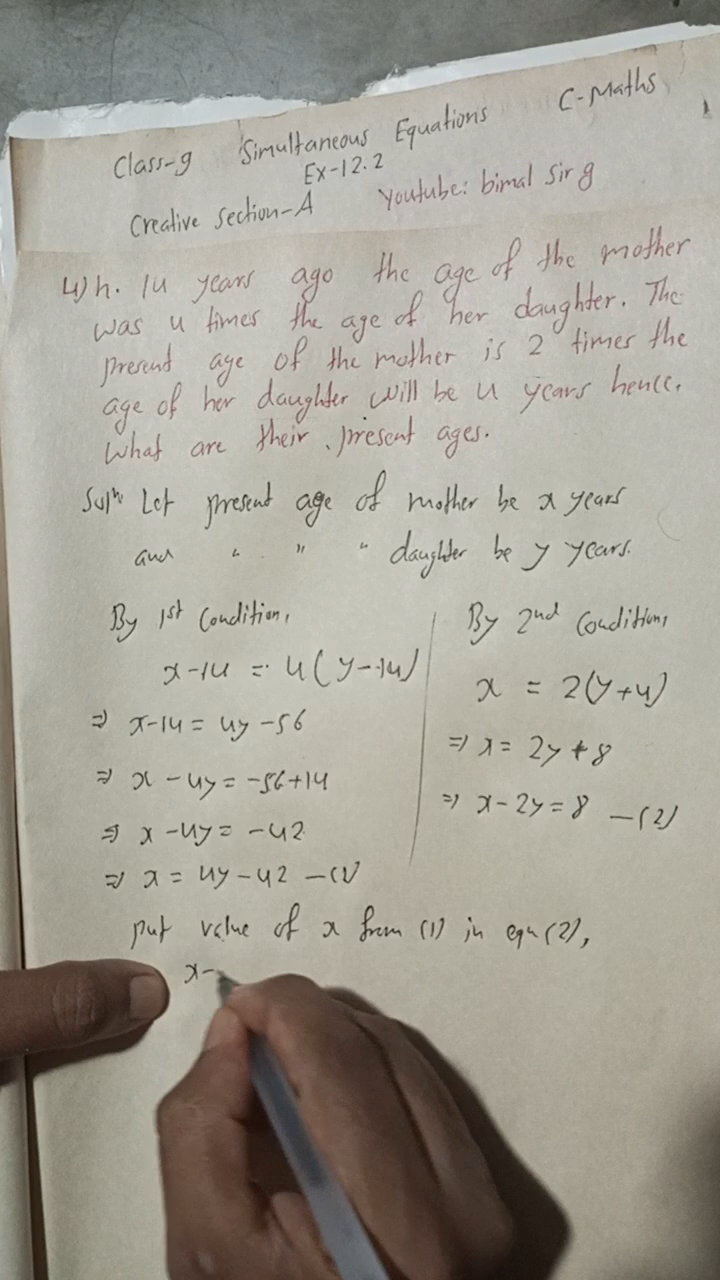 Class-9 Simultaneous Equations C-Maths
Ex-12.2
Creative Section-A Youtube: bimal Sir g
4) h. 14 years ago the age of the mother
was 4 times the age of her daughter. The
present age of the mother is 2 times the
age of her daughter will be 4 years hence.
What are their present ages.
Solⁿ Let present age of mother be x years
and " " " daughter be y years.
By 1st Condition,
x-14 = 4(y-14)
⇒ x-14 = 4y-56
⇒ x-4y = -56+14
⇒ x-4y = -42
⇒ x = 4y-42 -(1)
By 2nd Condition,
x = 2(y+4)
⇒ x = 2y+8
⇒ x-2y = 8 -(2)
put value of x from (1) in eqn (2),
x-